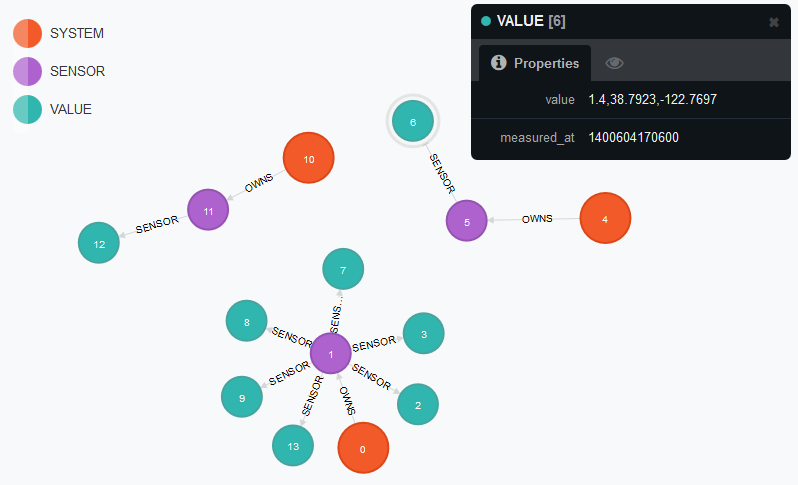 SYSTEM
SENSOR
VALUE
VALUE [6]
Properties
value 1.4,38.7923,-122.7697
measured_at 1400604170600
6
SENSOR
10
OWNS
11
SENSOR
12
5
OWNS
4
7
SENS...
8
SENSOR
3
SENSOR
1
9
SENSOR
SENSOR
2
SENSOR
OWNS
13
0